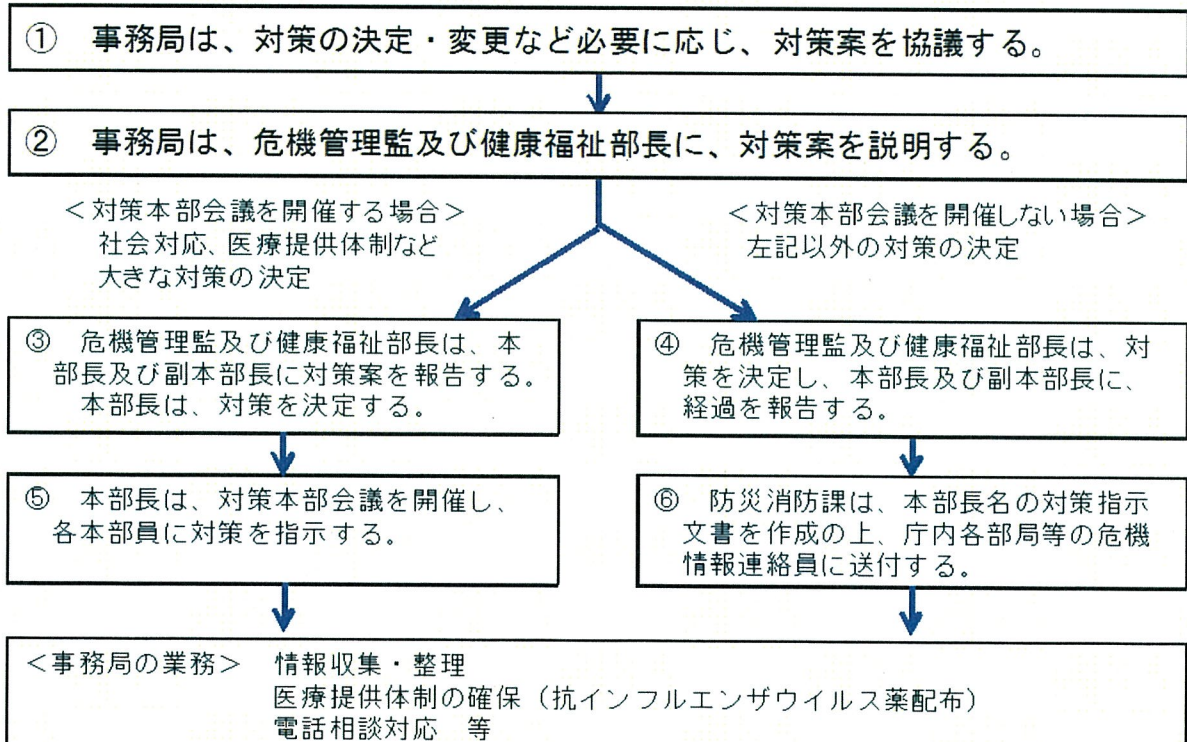 ① 事務局は、対策の決定・変更など必要に応じ、対策案を協議する。
② 事務局は、危機管理監及び健康福祉部長に、対策案を説明する。
＜対策本部会議を開催する場合＞
社会対応、医療提供体制など
大きな対策の決定
＜対策本部会議を開催しない場合＞
左記以外の対策の決定
③ 危機管理監及び健康福祉部長は、本
部長及び副本部長に対策案を報告する。
本部長は、対策を決定する。
④ 危機管理監及び健康福祉部長は、対
策を決定し、本部長及び副本部長に、
経過を報告する。
⑤ 本部長は、対策本部会議を開催し、
各本部員に対策を指示する。
⑥ 防災消防課は、本部長名の対策指示
文書を作成の上、庁内各部局等の危機
情報連絡員に送付する。
＜事務局の業務＞ 情報収集・整理
医療提供体制の確保（抗インフルエンザウイルス薬配布）
電話相談対応 等